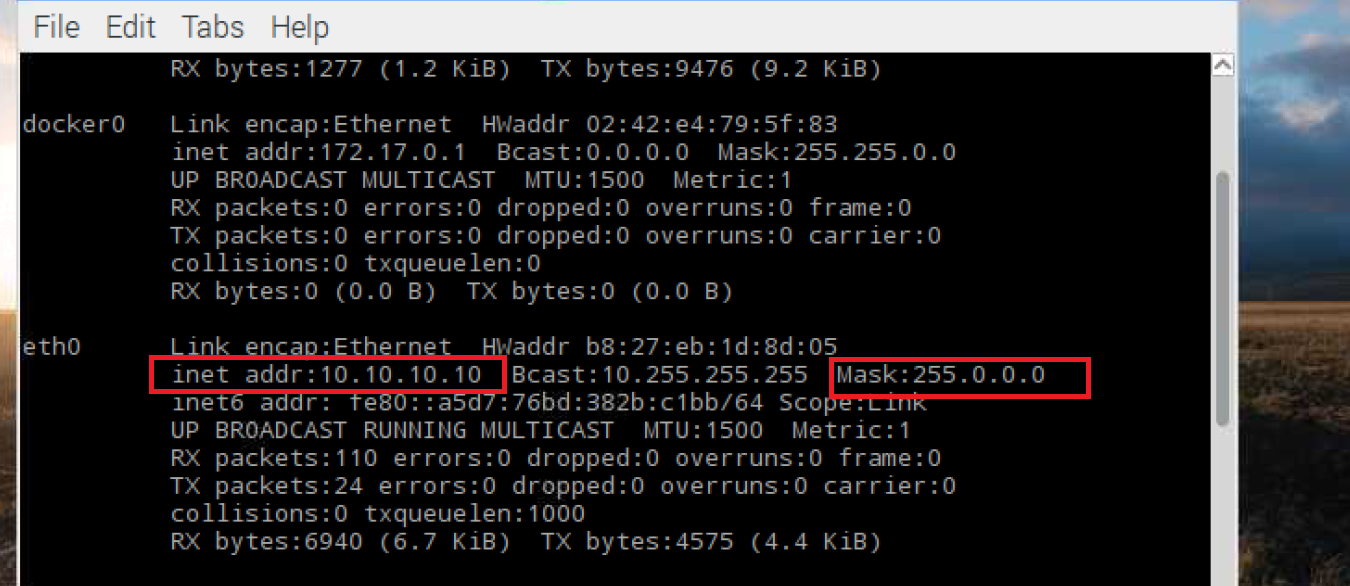 File Edit Tabs Help
RX bytes:1277 (1.2 KiB)  TX bytes:9476 (9.2 KiB)
docker0   Link encap:Ethernet  HWaddr 02:42:e4:79:5f:83
inet addr:172.17.0.1  Bcast:0.0.0.0  Mask:255.255.0.0
UP BROADCAST MULTICAST  MTU:1500  Metric:1
RX packets:0 errors:0 dropped:0 overruns:0 frame:0
TX packets:0 errors:0 dropped:0 overruns:0 carrier:0
collisions:0 txqueuelen:0
RX bytes:0 (0.0 B)  TX bytes:0 (0.0 B)
eth0      Link encap:Ethernet  HWaddr b8:27:eb:1d:8d:05
inet addr:10.10.10.10  Bcast:10.255.255.255  Mask:255.0.0.0
inet6 addr: fe80::a5d7:76bd:382b:c1bb/64 Scope:Link
UP BROADCAST RUNNING MULTICAST  MTU:1500  Metric:1
RX packets:110 errors:0 dropped:0 overruns:0 frame:0
TX packets:24 errors:0 dropped:0 overruns:0 carrier:0
collisions:0 txqueuelen:1000
RX bytes:6940 (6.7 KiB)  TX bytes:4575 (4.4 KiB)